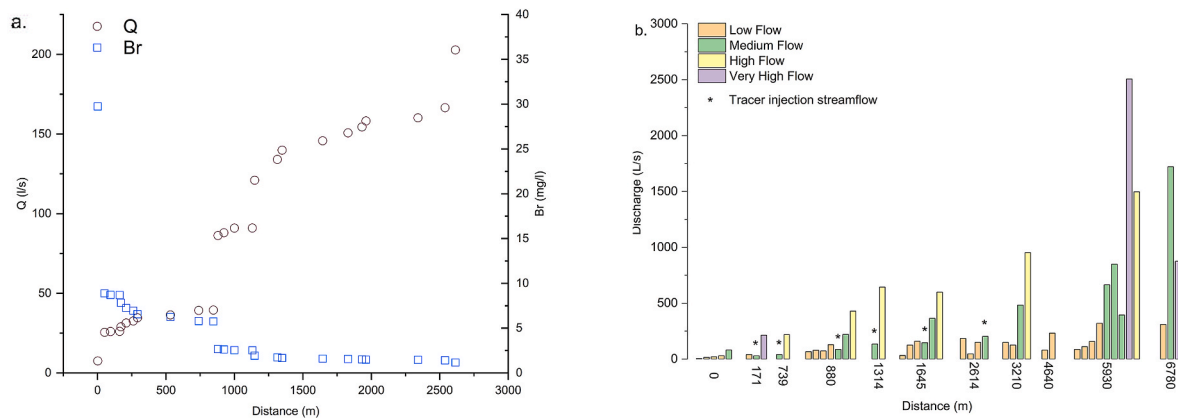 a.
Q
Br
200
150
100
50
0
Q (l/s)
40
35
30
25
20
15
10
5
0
Br (mg/l)
0 500 1000 1500 2000 2500 3000
Distance (m)
b.
Low Flow
Medium Flow
High Flow
Very High Flow
* Tracer injection streamflow
3000
2500
2000
1500
1000
500
0
Discharge (L/s)
* * * * * *
0 171 739 880 1314 1645 2614 3210 4640 5930 6780
Distance (m)